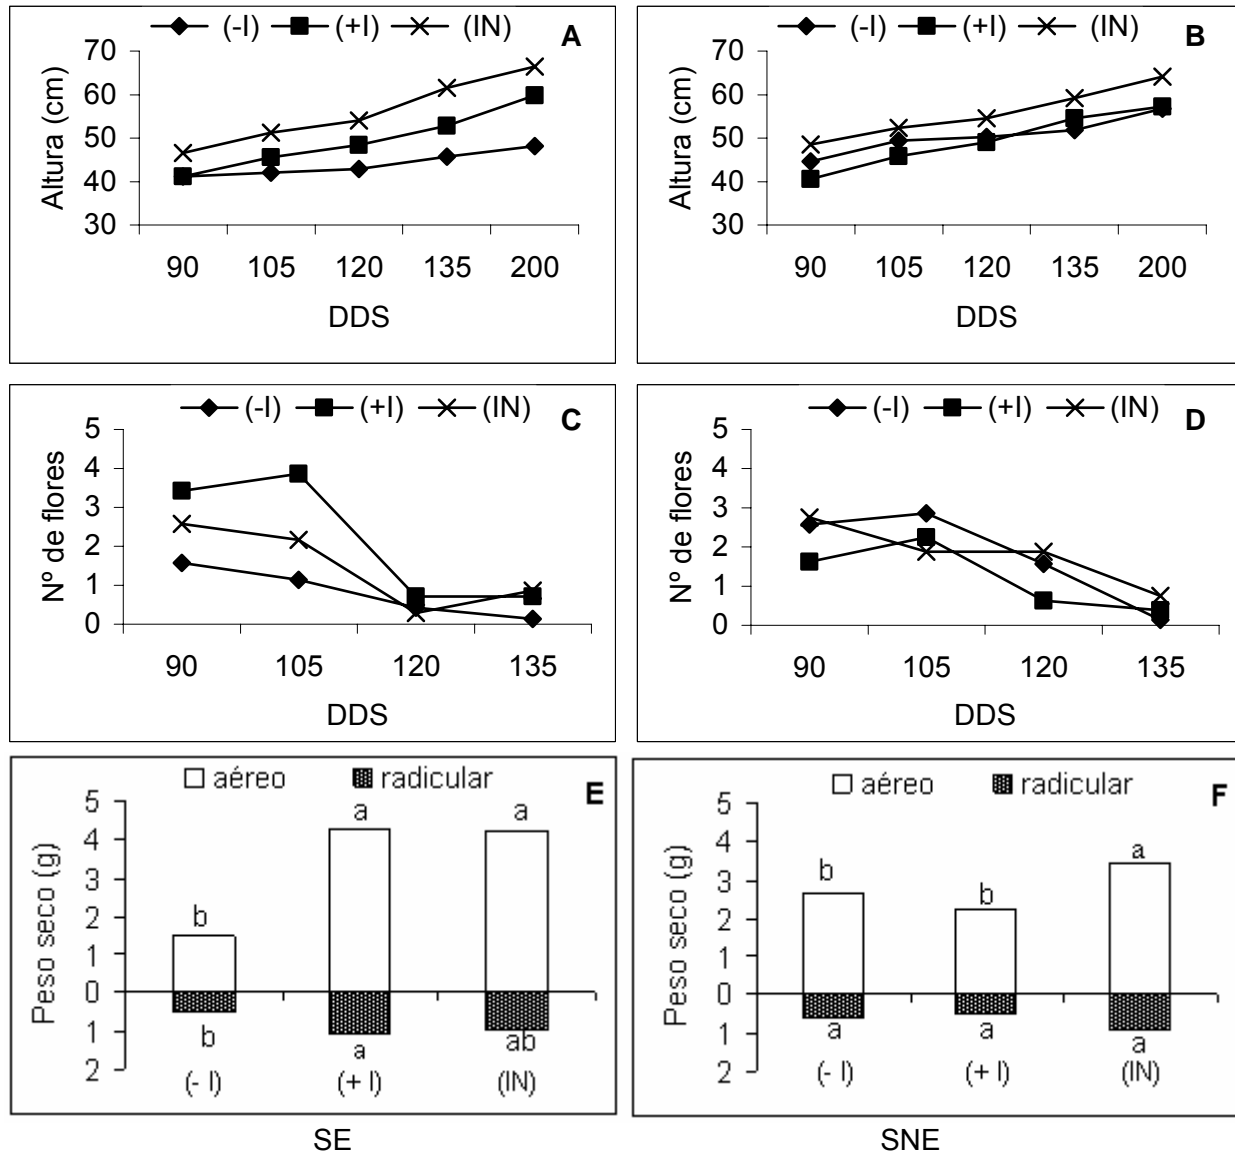 (-I) (+I) (IN) A
Altura (cm)
70
60
50
40
30
90 105 120 135 200
DDS
(-I) (+I) (IN) B
Altura (cm)
70
60
50
40
30
90 105 120 135 200
DDS
(-I) (+I) (IN) C
Nº de flores
5
4
3
2
1
0
90 105 120 135
DDS
(-I) (+I) (IN) D
Nº de flores
5
4
3
2
1
0
90 105 120 135
DDS
aéreo radicular E
Peso seco (g)
5
4
3
2
1
0
1
2
b a a
b a ab
(- I) (+ I) (IN)
SE
aéreo radicular F
Peso seco (g)
5
4
3
2
1
0
1
2
b b a
a a a
(- I) (+ I) (IN)
SNE